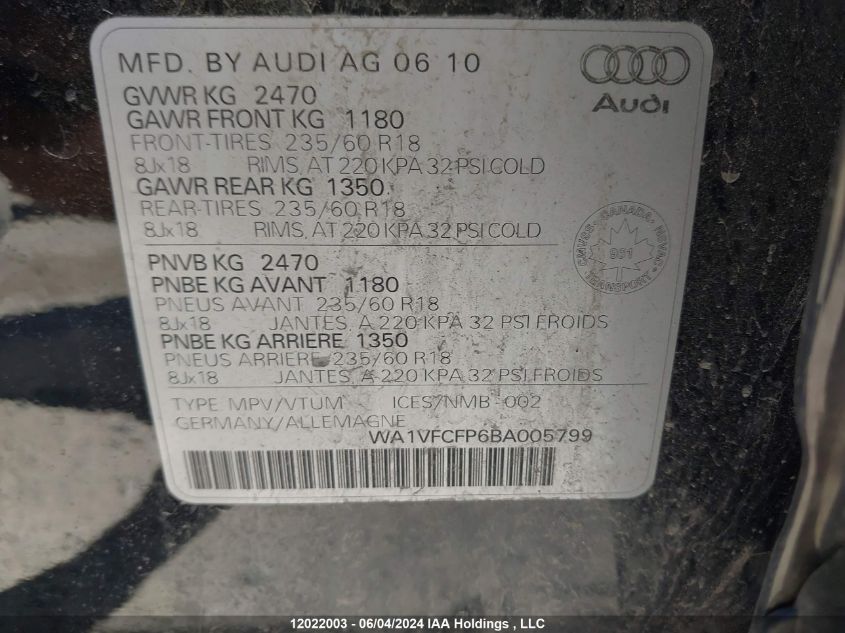 MFD. BY AUDI AG 06 10
Audi
GVWR KG 2470
GAWR FRONT KG 1180
FRONT-TIRES 235/60 R18
8Jx18 RIMS, AT 220 KPA 32 PSI COLD
GAWR REAR KG 1350
REAR-TIRES 235/60 R18
8Jx18 RIMS, AT 220 KPA 32 PSI COLD
CMVSS - CANADA - NSVAC
991
TRANSPORT
PNVB KG 2470
PNBE KG AVANT 1180
PNEUS AVANT 235/60 R18
8Jx18 JANTES, A 220 KPA 32 PSI FROIDS
PNBE KG ARRIERE 1350
PNEUS ARRIERE 235/60 R18
8Jx18 JANTES, A 220 KPA 32 PSI FROIDS
TYPE MPV/VTUM ICES/NMB-002
GERMANY/ALLEMAGNE
WA1VFCFP6BA005799
12022003 - 06/04/2024 IAA Holdings , LLC